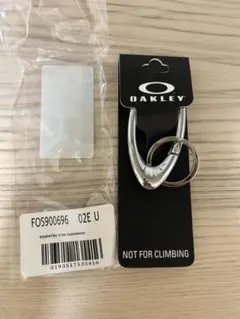 OAKLEY
FOS900696 02E U
NOT FOR CLIMBING